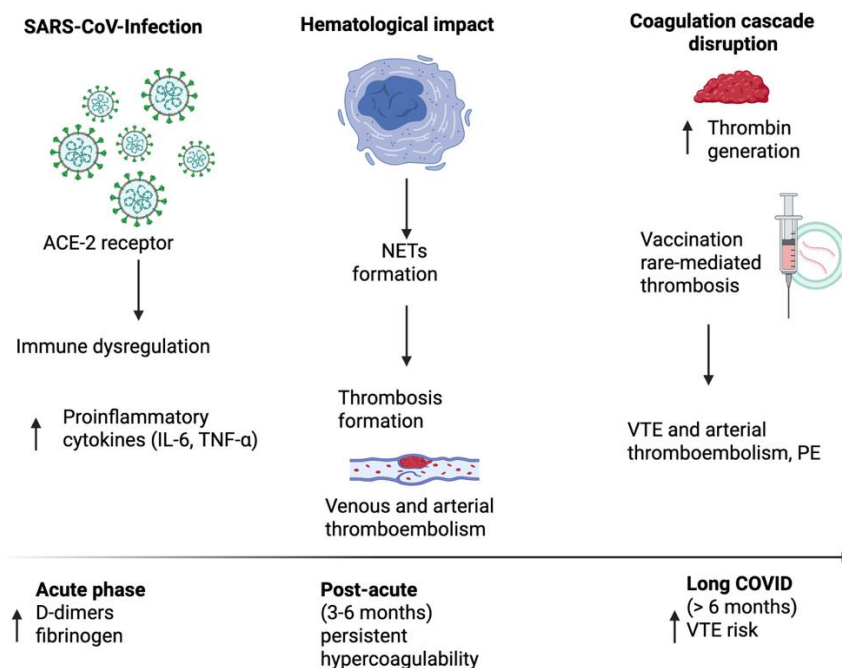 SARS-CoV-Infection
ACE-2 receptor
Immune dysregulation
Proinflammatory
cytokines (IL-6, TNF-α)
Hematological impact
NETs
formation
Thrombosis
formation
Venous and arterial
thromboembolism
Coagulation cascade
disruption
Thrombin
generation
Vaccination
rare-mediated
thrombosis
VTE and arterial
thromboembolism, PE
Acute phase
D-dimers
fibrinogen
Post-acute
(3-6 months)
persistent
hypercoagulability
Long COVID
(> 6 months)
VTE risk